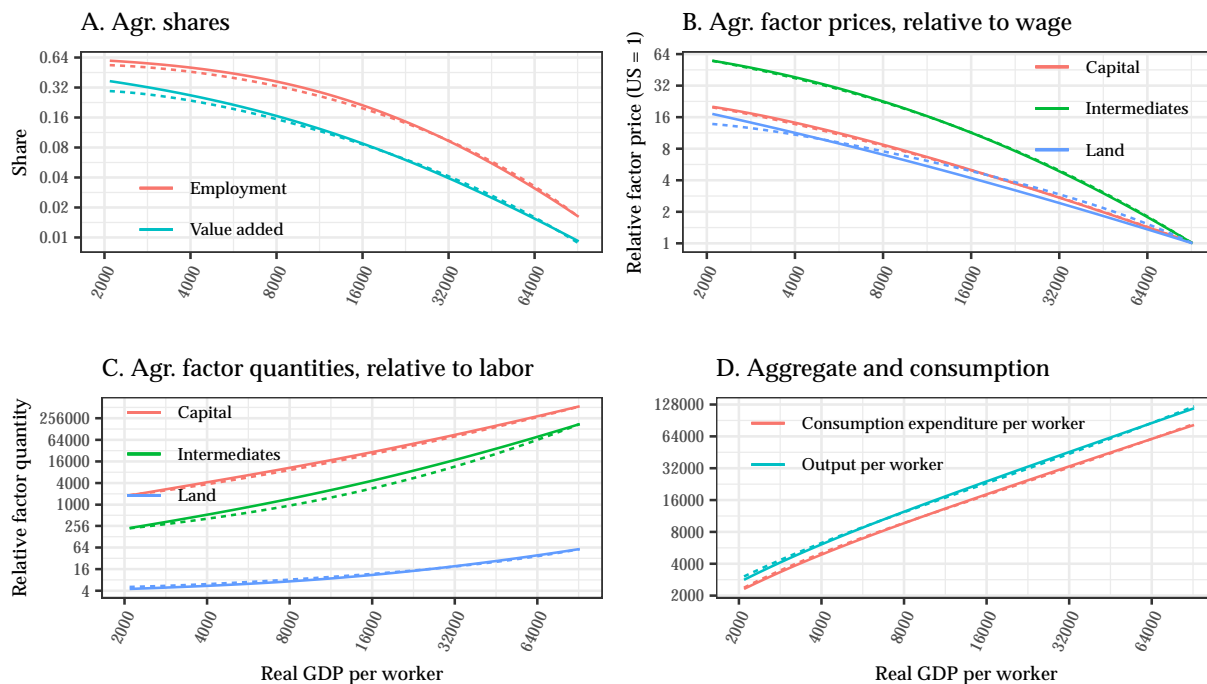 A. Agr. shares
Share
0.64
0.32
0.16
0.08
0.04
0.02
0.01
Employment
Value added
2000
4000
8000
16000
32000
64000
B. Agr. factor prices, relative to wage
Relative factor price (US = 1)
64
32
16
8
4
2
1
Capital
Intermediates
Land
2000
4000
8000
16000
32000
64000
C. Agr. factor quantities, relative to labor
Relative factor quantity
256000
64000
16000
4000
1000
256
64
16
4
Capital
Intermediates
Land
2000
4000
8000
16000
32000
64000
Real GDP per worker
D. Aggregate and consumption
128000
64000
32000
16000
8000
4000
2000
Consumption expenditure per worker
Output per worker
2000
4000
8000
16000
32000
64000
Real GDP per worker